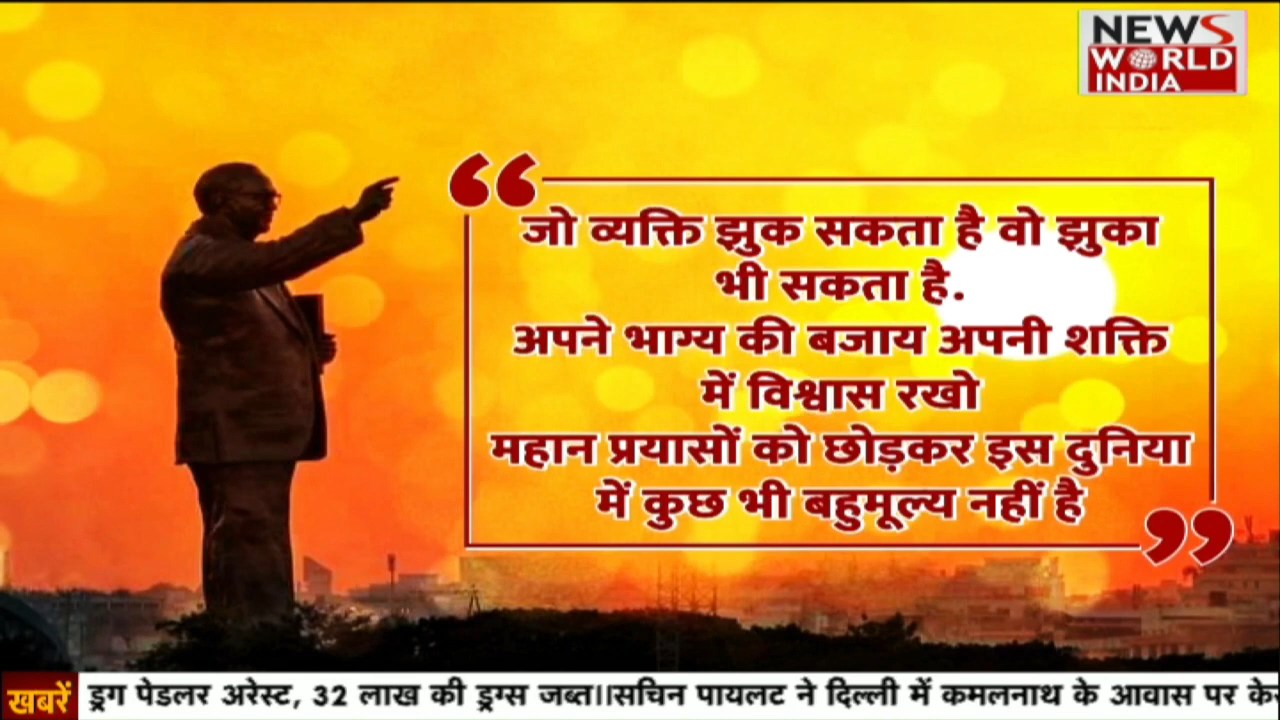 NEWS
WORLD
INDIA
जो व्यक्ति झुक सकता है वो झुका
भी सकता है.
अपने भाग्य की बजाय अपनी शक्ति
में विश्वास रखो
महान प्रयासों को छोड़कर इस दुनिया
में कुछ भी बहुमूल्य नहीं है
खबरें ड्रग पेडलर अरेस्ट, 32 लाख की ड्रग्स जब्त।।सचिन पायलट ने दिल्ली में कमलनाथ के आवास पर